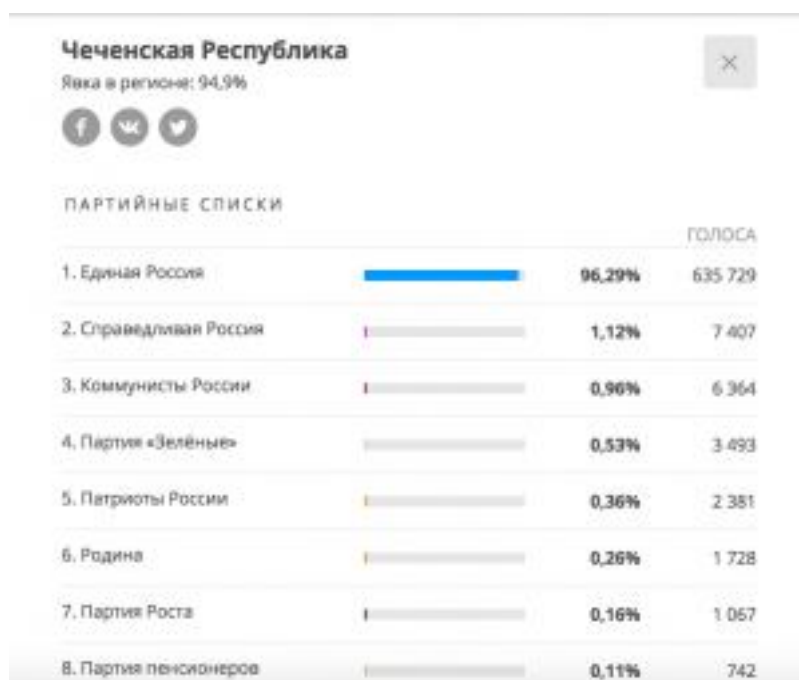 Чеченская Республика
Явка в регионе: 94,9%
ПАРТИЙНЫЕ СПИСКИ
ГОЛОСА
1. Единая Россия 96,29% 635 729
2. Справедливая Россия 1,12% 7 407
3. Коммунисты России 0,96% 6 364
4. Партия «Зелёные» 0,53% 3 493
5. Патриоты России 0,36% 2 381
6. Родина 0,26% 1 728
7. Партия Роста 0,16% 1 067
8. Партия пенсионеров 0,11% 742